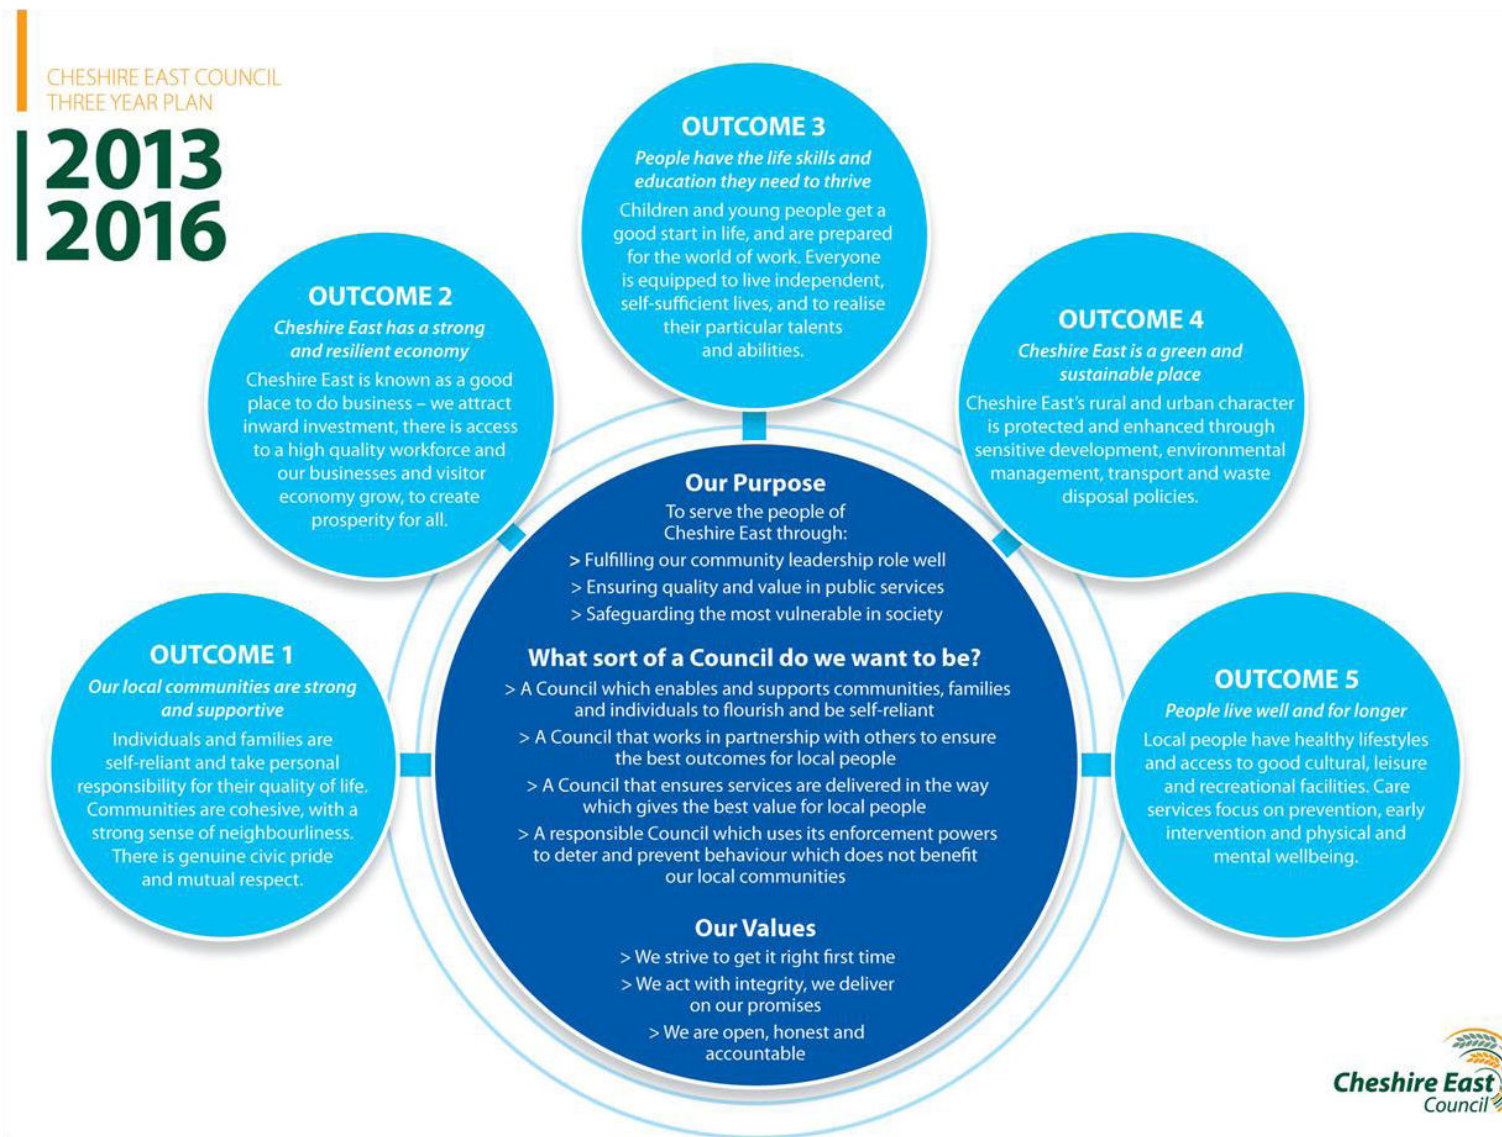 CHESHIRE EAST COUNCIL
THREE YEAR PLAN
2013
2016
OUTCOME 1
Our local communities are strong
and supportive
Individuals and families are
self-reliant and take personal
responsibility for their quality of life.
Communities are cohesive, with a
strong sense of neighbourliness.
There is genuine civic pride
and mutual respect.
OUTCOME 2
Cheshire East has a strong
and resilient economy
Cheshire East is known as a good
place to do business – we attract
inward investment, there is access
to a high quality workforce and
our businesses and visitor
economy grow, to create
prosperity for all.
OUTCOME 3
People have the life skills and
education they need to thrive
Children and young people get a
good start in life, and are prepared
for the world of work. Everyone
is equipped to live independent,
self-sufficient lives, and to realise
their particular talents
and abilities.
OUTCOME 4
Cheshire East is a green and
sustainable place
Cheshire East's rural and urban character
is protected and enhanced through
sensitive development, environmental
management, transport and waste
disposal policies.
OUTCOME 5
People live well and for longer
Local people have healthy lifestyles
and access to good cultural, leisure
and recreational facilities. Care
services focus on prevention, early
intervention and physical and
mental wellbeing.
Our Purpose
To serve the people of
Cheshire East through:
> Fulfilling our community leadership role well
> Ensuring quality and value in public services
> Safeguarding the most vulnerable in society
What sort of a Council do we want to be?
> A Council which enables and supports communities, families
and individuals to flourish and be self-reliant
> A Council that works in partnership with others to ensure
the best outcomes for local people
> A Council that ensures services are delivered in the way
which gives the best value for local people
> A responsible Council which uses its enforcement powers
to deter and prevent behaviour which does not benefit
our local communities
Our Values
> We strive to get it right first time
> We act with integrity, we deliver
on our promises
> We are open, honest and
accountable
Cheshire East
Council